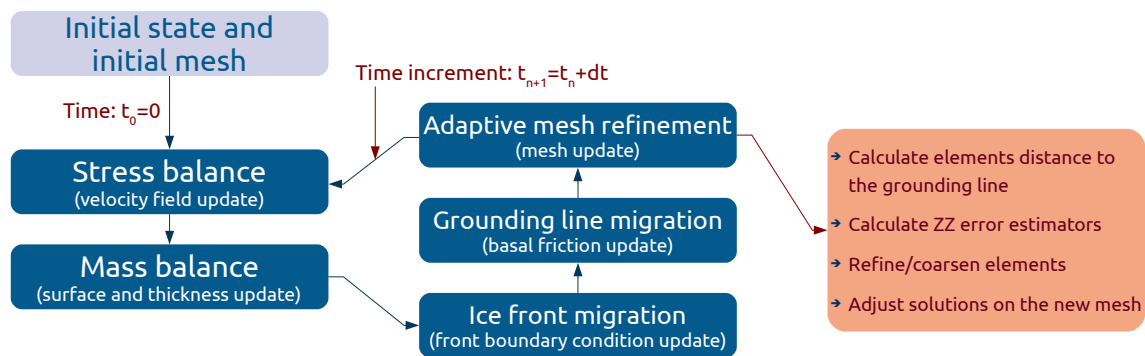 Initial state and
initial mesh
Time: t0=0
Time increment: tn+1=tn+dt
Stress balance
(velocity field update)
Mass balance
(surface and thickness update)
Adaptive mesh refinement
(mesh update)
Grounding line migration
(basal friction update)
Ice front migration
(front boundary condition update)
Calculate elements distance to
the grounding line
Calculate ZZ error estimators
Refine/coarsen elements
Adjust solutions on the new mesh